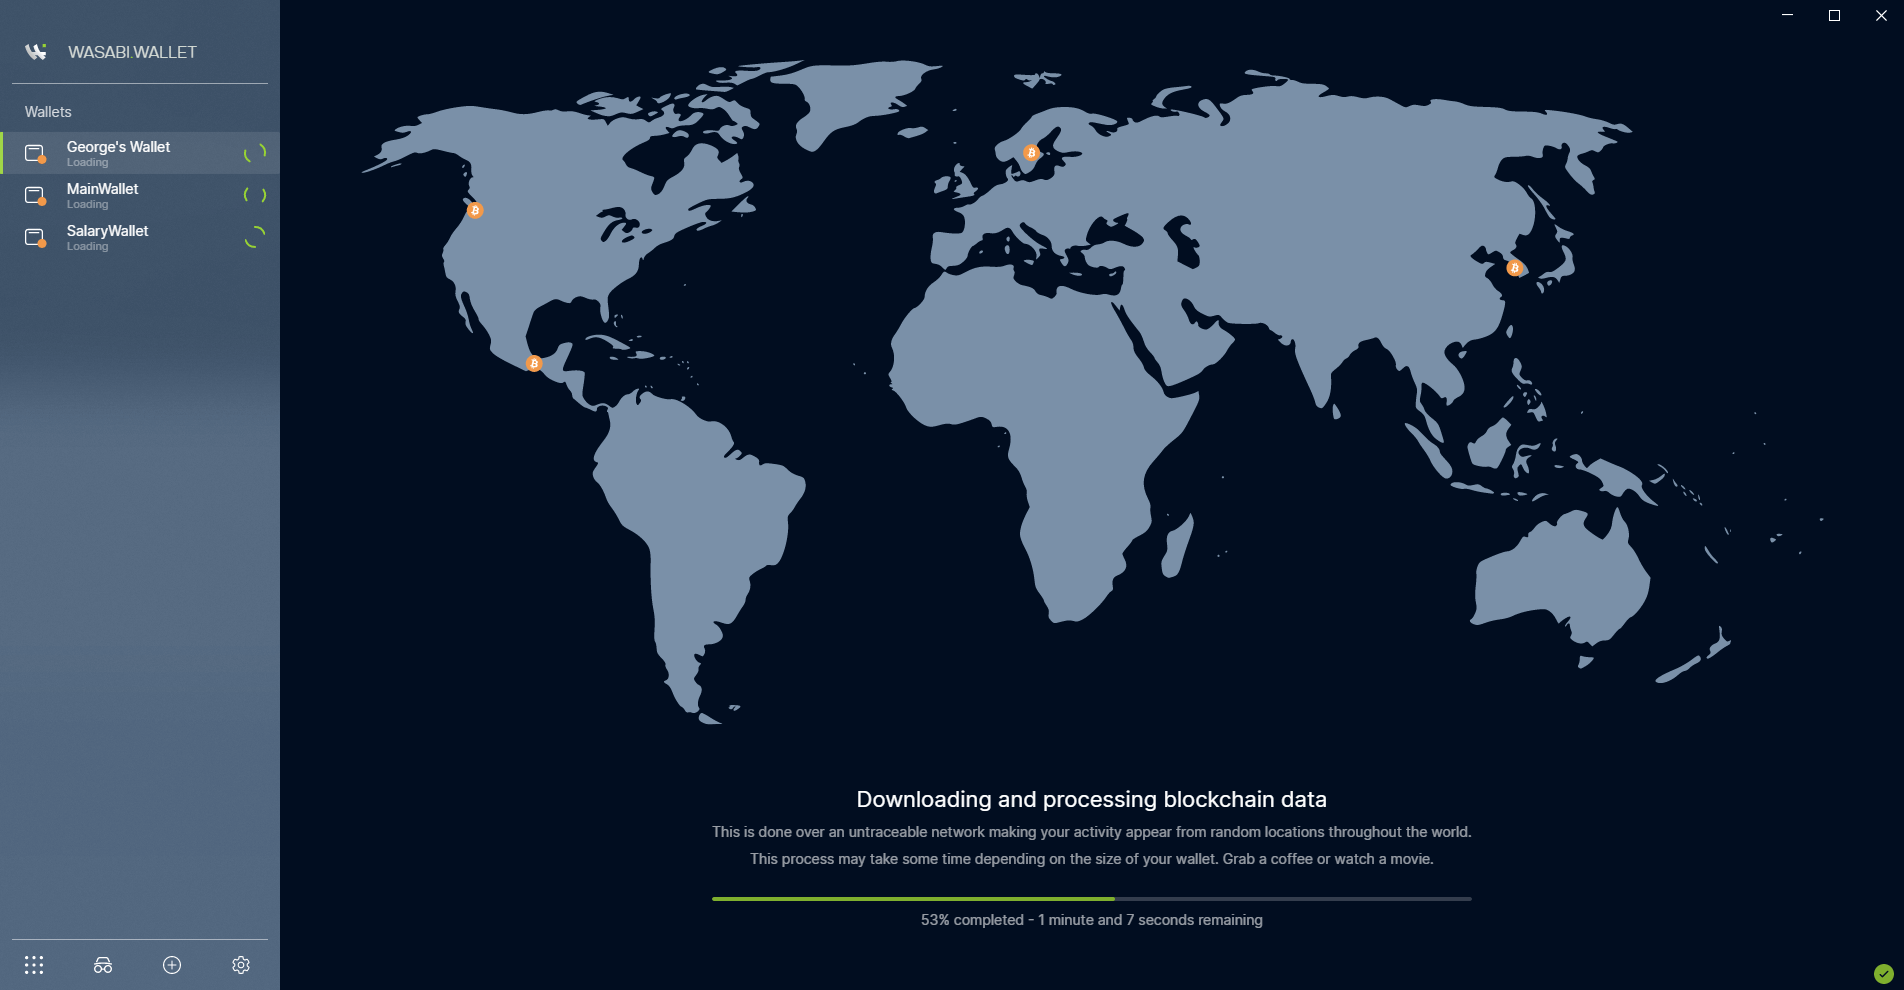 WASABI.WALLET
Wallets
George's Wallet
Loading
MainWallet
Loading
SalaryWallet
Loading
Downloading and processing blockchain data
This is done over an untraceable network making your activity appear from random locations throughout the world.
This process may take some time depending on the size of your wallet. Grab a coffee or watch a movie.
53% completed - 1 minute and 7 seconds remaining